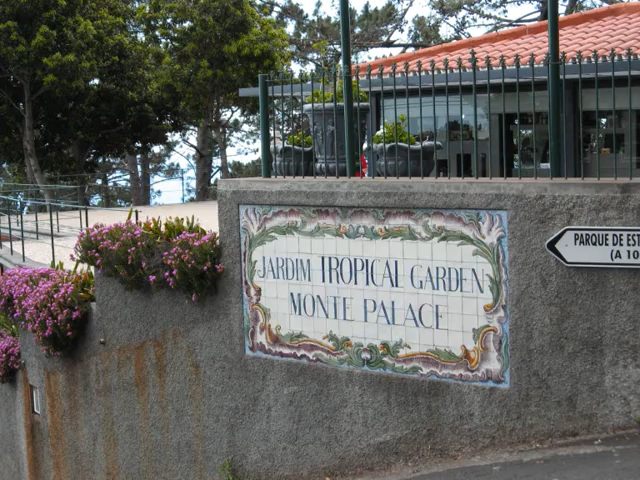 JARDIM TROPICAL GARDEN
MONTE PALACE
PARQUE DE EST
(A 10